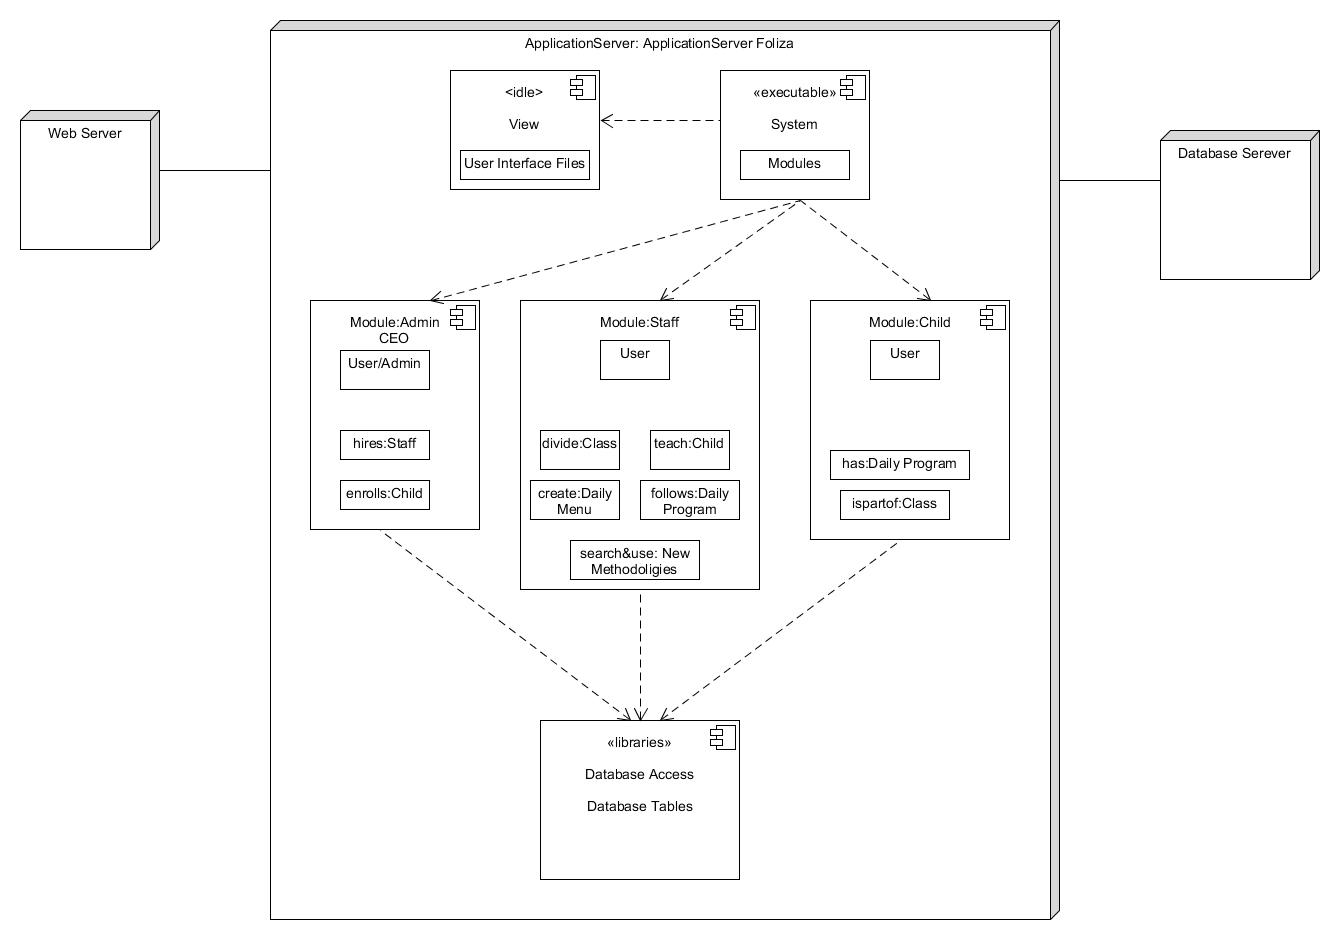 ApplicationServer: ApplicationServer Foliza
Web Server
<idle>
View
User Interface Files
«executable»
System
Modules
Database Serever
Module:Admin
CEO
User/Admin
hires:Staff
enrolls:Child
Module:Staff
User
divide:Class
teach:Child
create:Daily
Menu
follows:Daily
Program
search&use: New
Methodoligies
Module:Child
User
has:Daily Program
ispartof:Class
«libraries»
Database Access
Database Tables